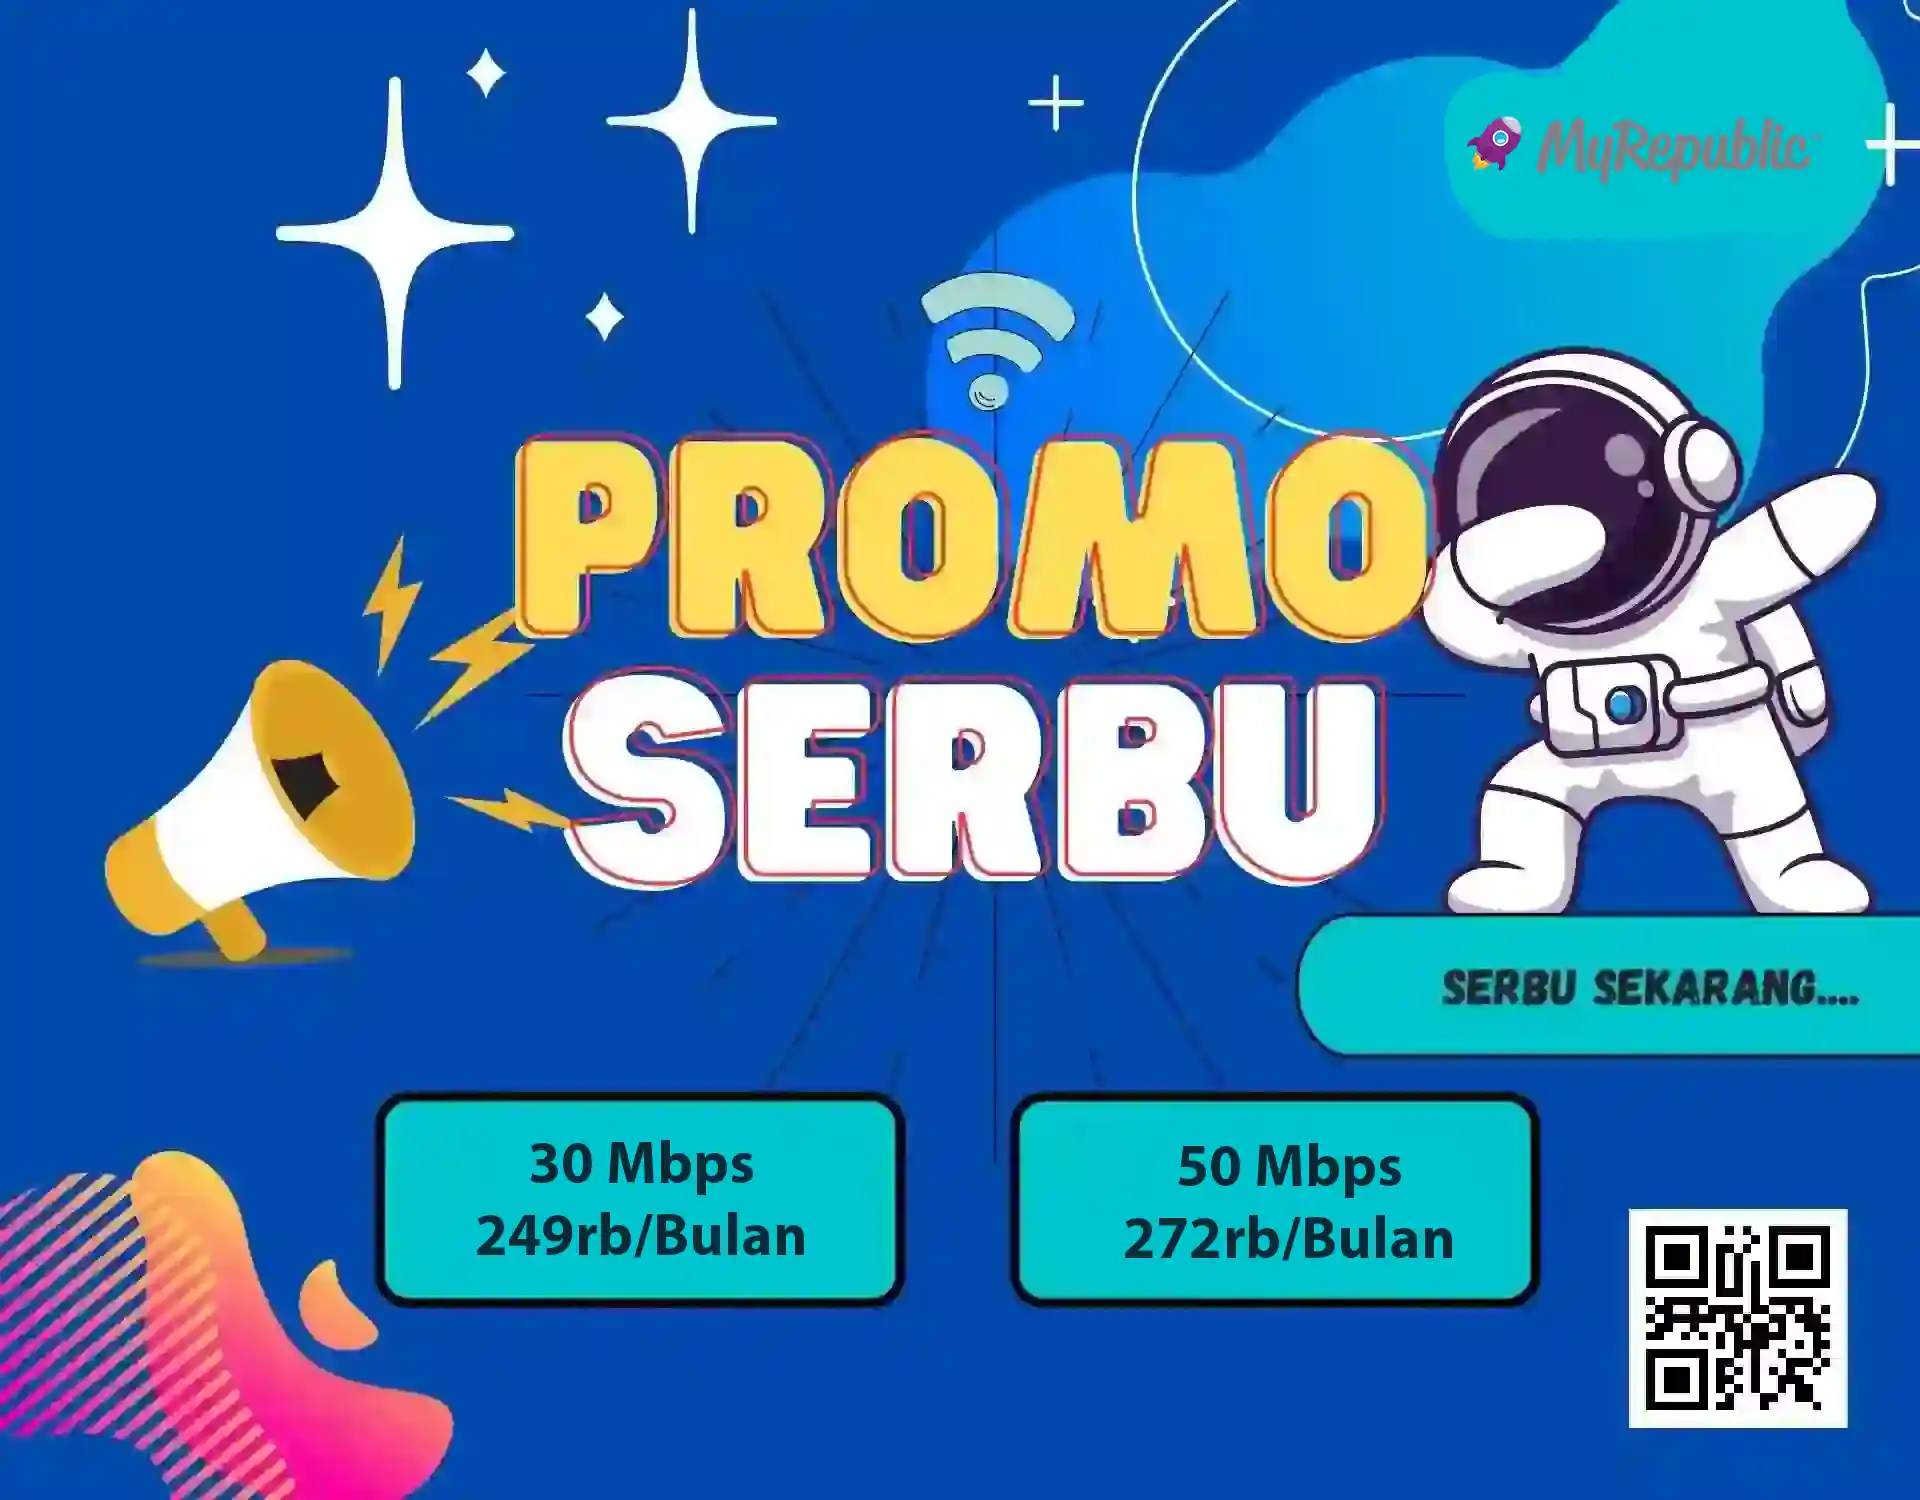 MyRepublic
PROMO
SERBU
SERBU SEKARANG....
30 Mbps
249rb/Bulan
50 Mbps
272rb/Bulan